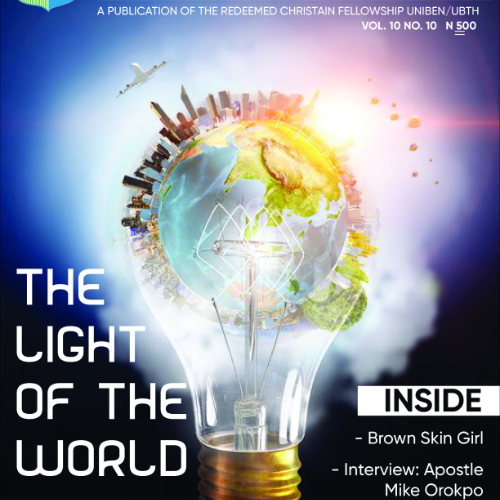 A PUBLICATION OF THE REDEEMED CHRISTAIN FELLOWSHIP UNIBEN/UBTH
VOL. 10 NO. 10 N 500
THE
LIGHT
OF THE
WORLD
INSIDE
- Brown Skin Girl
- Interview: Apostle
Mike Orokpo